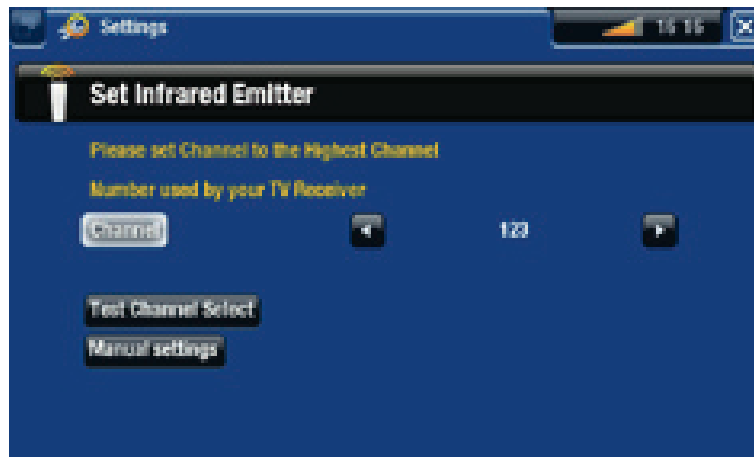 Settings
16 16
Set Infrared Emitter
Please set Channel to the Highest Channel
Number used by your TV Receiver
Channel
123
Test Channel Select
Manual settings